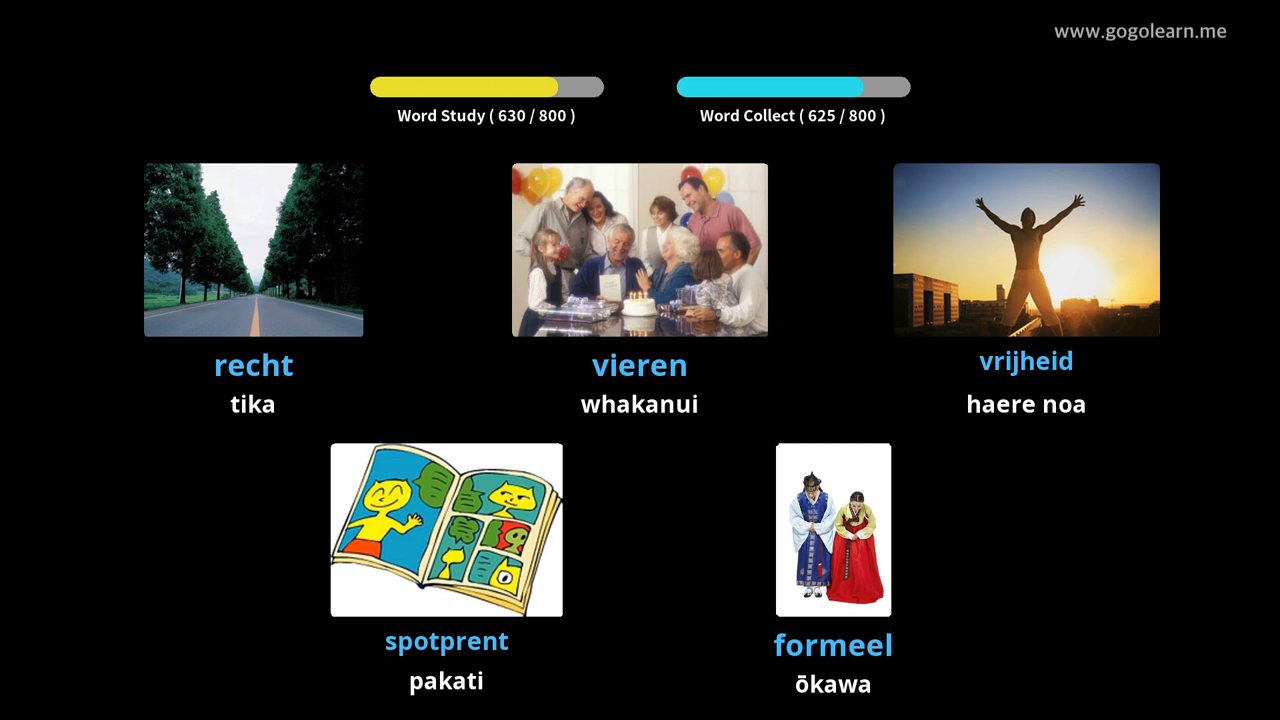 www.gogolearn.me
Word Study ( 630 / 800 )
Word Collect ( 625 / 800 )
recht
vieren
vrijheid
tika
whakanui
haere noa
spotprent
formeel
pakati
ōkawa